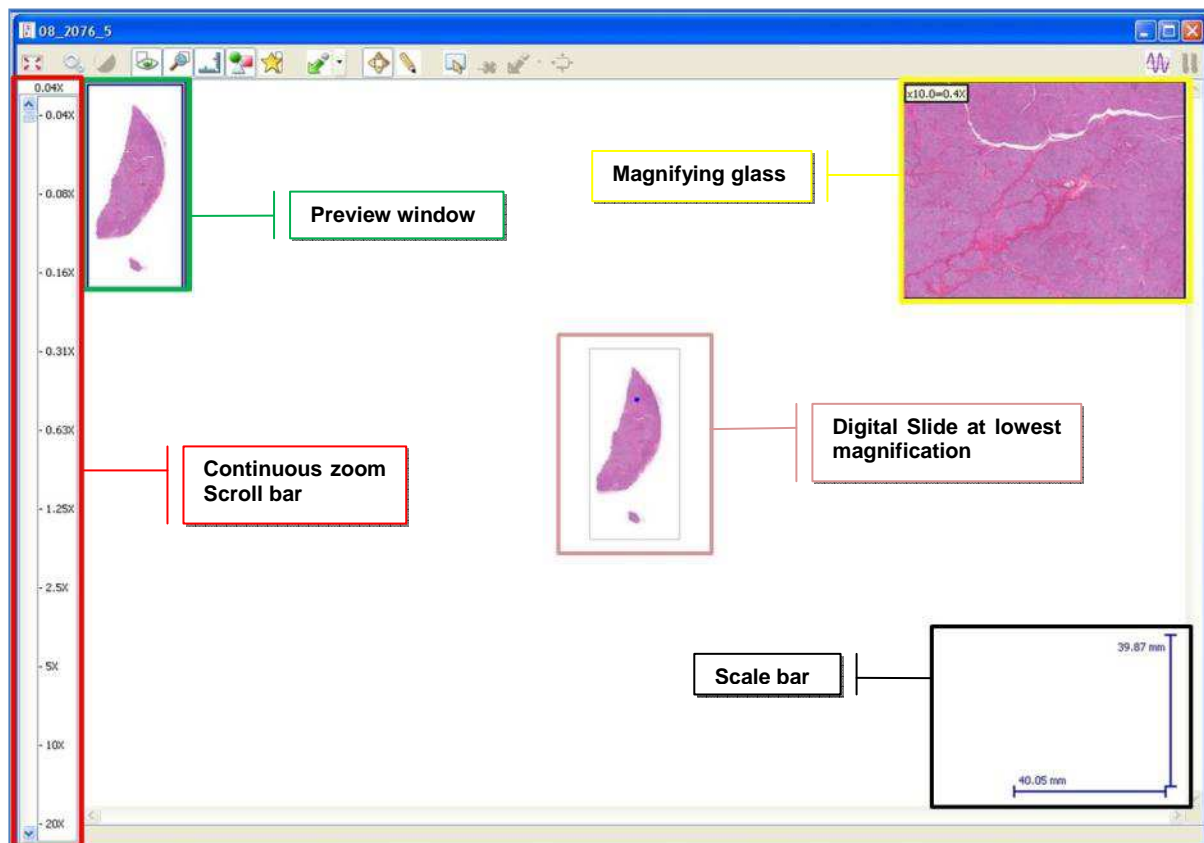 08_2076_5
0.04X
- 0.04X
- 0.08X
- 0.16X
- 0.31X
- 0.63X
- 1.25X
- 2.5X
- 5X
- 10X
- 20X
Preview window
Magnifying glass
x10.0=0.4X
Continuous zoom
Scroll bar
Digital Slide at lowest
magnification
Scale bar
39.87 mm
40.05 mm